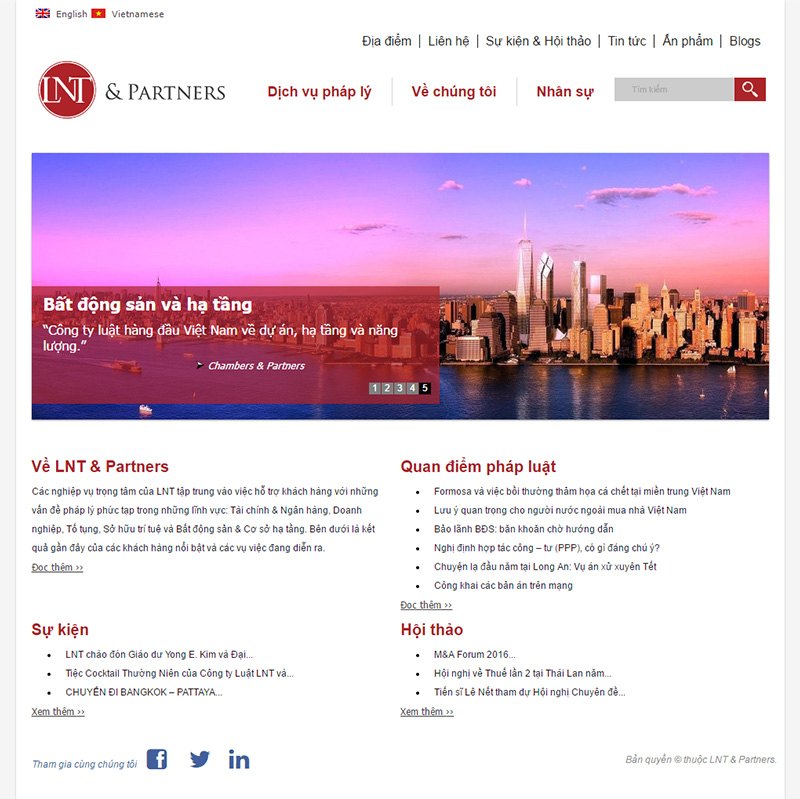 English Vietnamese
Địa điểm | Liên hệ | Sự kiện & Hội thảo | Tin tức | Ấn phẩm | Blogs
LNT & PARTNERS
Dịch vụ pháp lý Về chúng tôi Nhân sự
Tìm kiếm
Bất động sản và hạ tầng
“Công ty luật hàng đầu Việt Nam về dự án, hạ tầng và năng
lượng.”
Chambers & Partners
1 2 3 4 5
Về LNT & Partners
Các nghiệp vụ trọng tâm của LNT tập trung vào việc hỗ trợ khách hàng với những
vấn đề pháp lý phức tạp trong những lĩnh vực: Tài chính & Ngân hàng, Doanh
nghiệp, Tố tụng, Sở hữu trí tuệ và Bất động sản & Cơ sở hạ tầng. Bên dưới là kết
quả gần đây của các khách hàng nổi bật và các vụ việc đang diễn ra.
Đọc thêm >>
Quan điểm pháp luật
Formosa và việc bồi thường thảm họa cá chết tại miền trung Việt Nam
Lưu ý quan trọng cho người nước ngoài mua nhà Việt Nam
Bảo lãnh BĐS: băn khoăn chờ hướng dẫn
Nghị định hợp tác công – tư (PPP), có gì đáng chú ý?
Chuyện lạ đầu năm tại Long An: Vụ án xử xuyên Tết
Công khai các bản án trên mạng
Đọc thêm >>
Sự kiện
LNT chào đón Giáo dư Yong E. Kim và Đại...
Tiệc Cocktail Thường Niên của Công ty Luật LNT và...
CHUYẾN ĐI BANGKOK – PATTAYA...
Xem thêm >>
Hội thảo
M&A Forum 2016...
Hội nghị về Thuế lần 2 tại Thái Lan năm...
Tiến sĩ Lê Nết tham dự Hội nghị Chuyên đề...
Xem thêm >>
Tham gia cùng chúng tôi
Bản quyền © thuộc LNT & Partners.